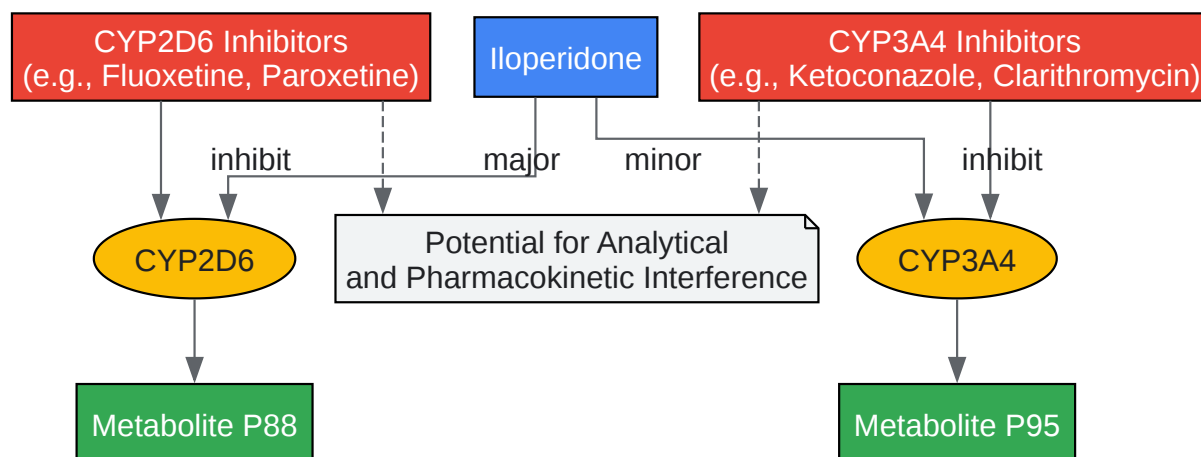 CYP2D6 Inhibitors
(e.g., Fluoxetine, Paroxetine)
Iloperidone
CYP3A4 Inhibitors
(e.g., Ketoconazole, Clarithromycin)
inhibit
major
minor
inhibit
CYP2D6
Potential for Analytical
and Pharmacokinetic Interference
CYP3A4
Metabolite P88
Metabolite P95